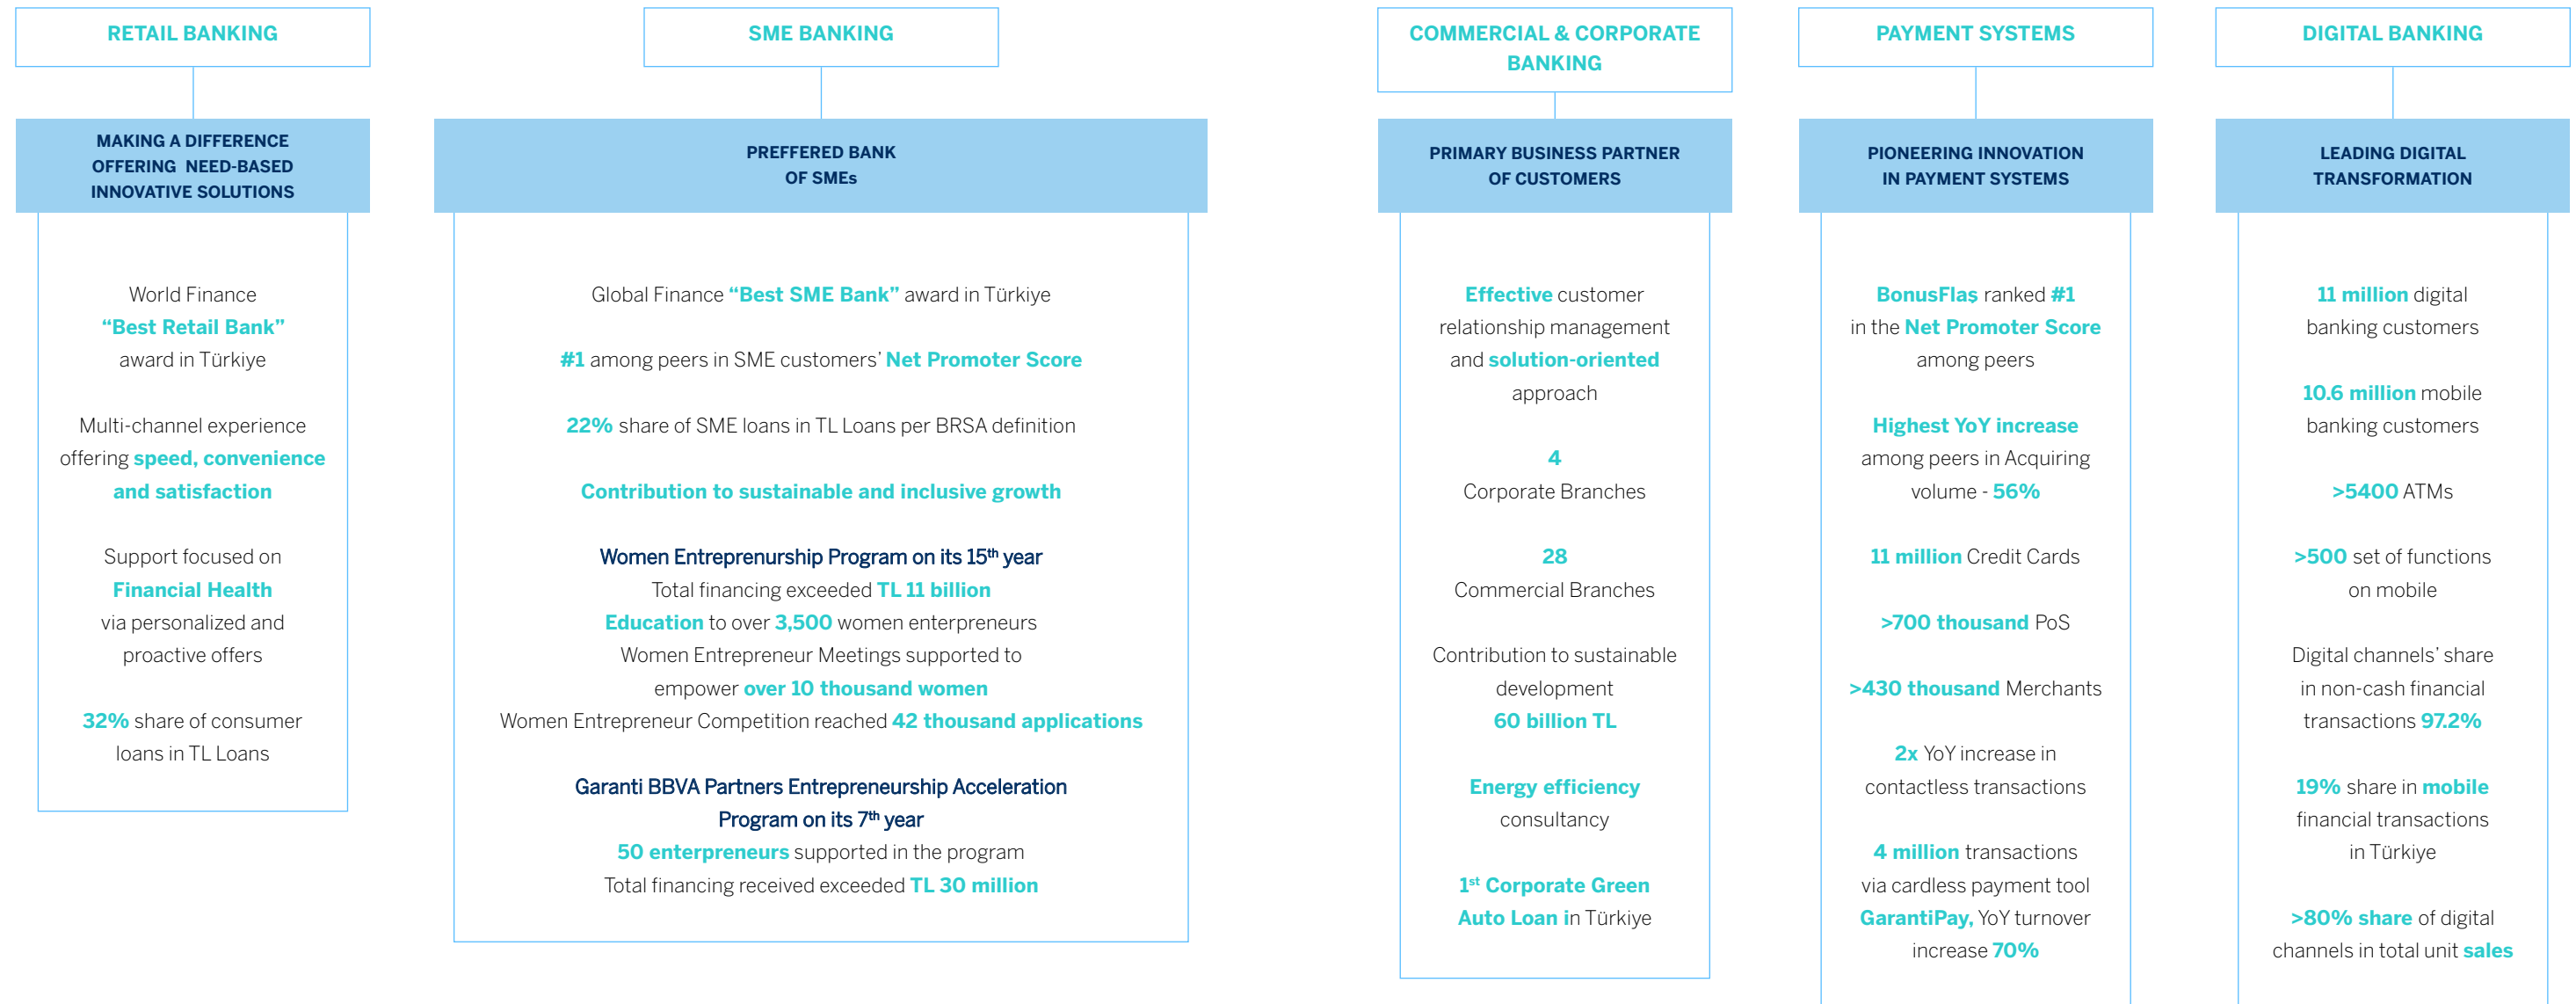 RETAIL BANKING
MAKING A DIFFERENCE
OFFERING NEED-BASED
INNOVATIVE SOLUTIONS
World Finance
“Best Retail Bank”
award in Türkiye
Multi-channel experience
offering speed, convenience
and satisfaction
Support focused on
Financial Health
via personalized and
proactive offers
32% share of consumer
loans in TL Loans
SME BANKING
PREFFERED BANK
OF SMEs
Global Finance “Best SME Bank” award in Türkiye
#1 among peers in SME customers’ Net Promoter Score
22% share of SME loans in TL Loans per BRSA definition
Contribution to sustainable and inclusive growth
Women Entreprenurship Program on its 15th year
Total financing exceeded TL 11 billion
Education to over 3,500 women enterpreneurs
Women Entrepreneur Meetings supported to
empower over 10 thousand women
Women Entrepreneur Competition reached 42 thousand applications
Garanti BBVA Partners Entrepreneurship Acceleration
Program on its 7th year
50 enterpreneurs supported in the program
Total financing received exceeded TL 30 million
COMMERCIAL & CORPORATE
BANKING
PRIMARY BUSINESS PARTNER
OF CUSTOMERS
Effective customer
relationship management
and solution-oriented
approach
4
Corporate Branches
28
Commercial Branches
Contribution to sustainable
development
60 billion TL
Energy efficiency
consultancy
1st Corporate Green
Auto Loan in Türkiye
PAYMENT SYSTEMS
PIONEERING INNOVATION
IN PAYMENT SYSTEMS
BonusFlaş ranked #1
in the Net Promoter Score
among peers
Highest YoY increase
among peers in Acquiring
volume - 56%
11 million Credit Cards
>700 thousand PoS
>430 thousand Merchants
2x YoY increase in
contactless transactions
4 million transactions
via cardless payment tool
GarantiPay, YoY turnover
increase 70%
DIGITAL BANKING
LEADING DIGITAL
TRANSFORMATION
11 million digital
banking customers
10.6 million mobile
banking customers
>5400 ATMs
>500 set of functions
on mobile
Digital channels’ share
in non-cash financial
transactions 97.2%
19% share in mobile
financial transactions
in Türkiye
>80% share of digital
channels in total unit sales